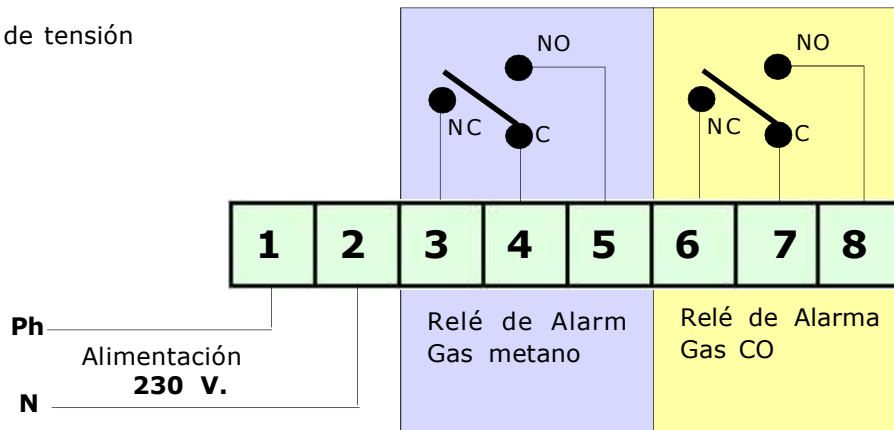 de tensión
NO
NO
NC
C
NC
C
1 2 3 4 5 6 7 8
Ph
Alimentación
230 V.
N
Relé de Alarm
Gas metano
Relé de Alarma
Gas CO